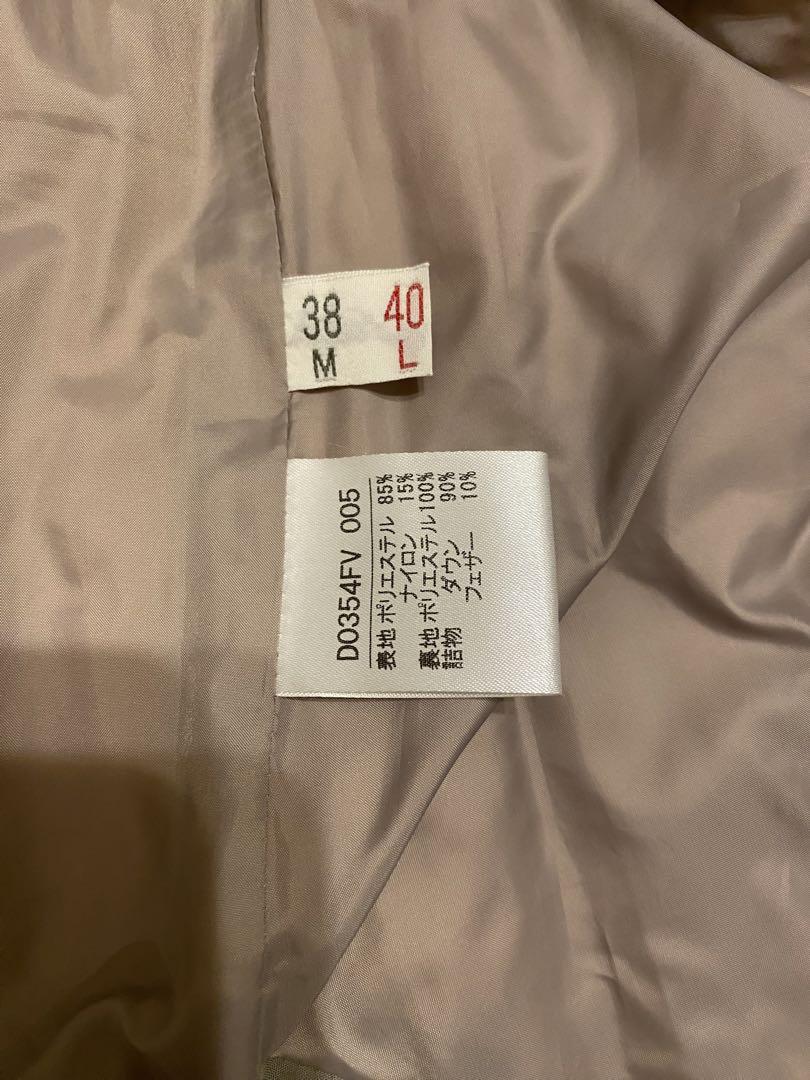 38 40
M L
D0354FV 005
表地 ポリエステル 85%
ナイロン 15%
裏地 ポリエステル100%
詰物 ダウン 90%
フェザー 10%